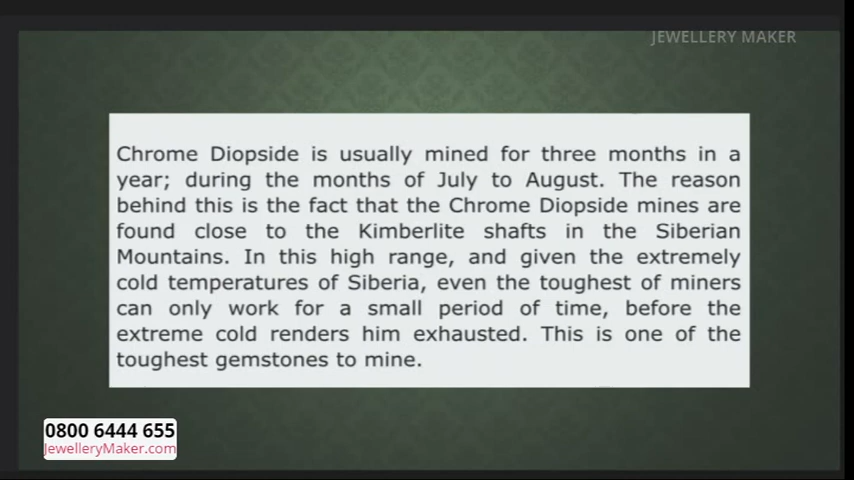 JEWELLERY MAKER
Chrome Diopside is usually mined for three months in a
year; during the months of July to August. The reason
behind this is the fact that the Chrome Diopside mines are
found close to the Kimberlite shafts in the Siberian
Mountains. In this high range, and given the extremely
cold temperatures of Siberia, even the toughest of miners
can only work for a small period of time, before the
extreme cold renders him exhausted. This is one of the
toughest gemstones to mine.
0800 6444 655
JewelleryMaker.com